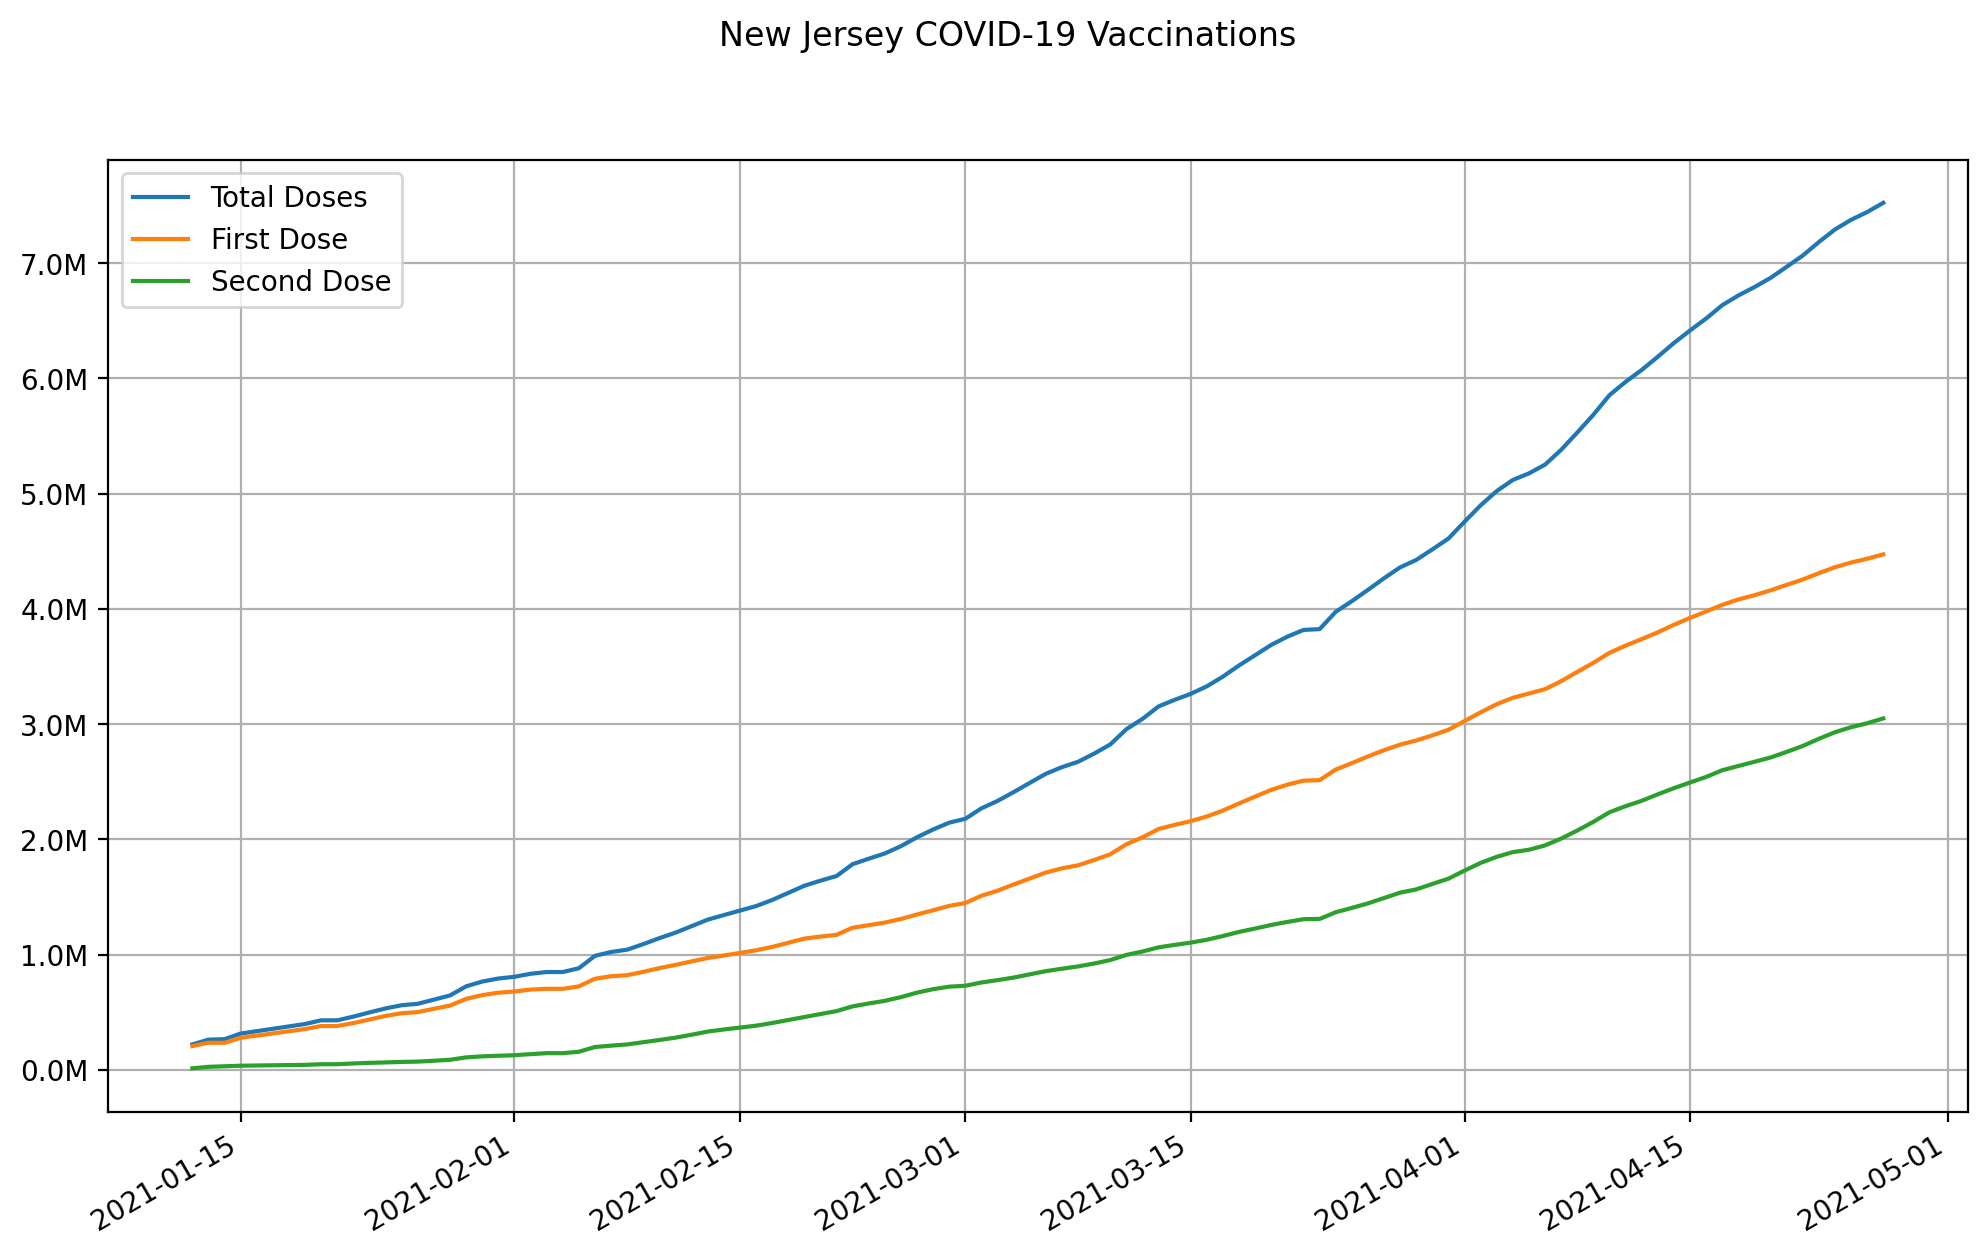 New Jersey COVID-19 Vaccinations
Total Doses
First Dose
Second Dose
7.0M
6.0M
5.0M
4.0M
3.0M
2.0M
1.0M
0.0M
2021-01-15
2021-02-01
2021-02-15
2021-03-01
2021-03-15
2021-04-01
2021-04-15
2021-05-01